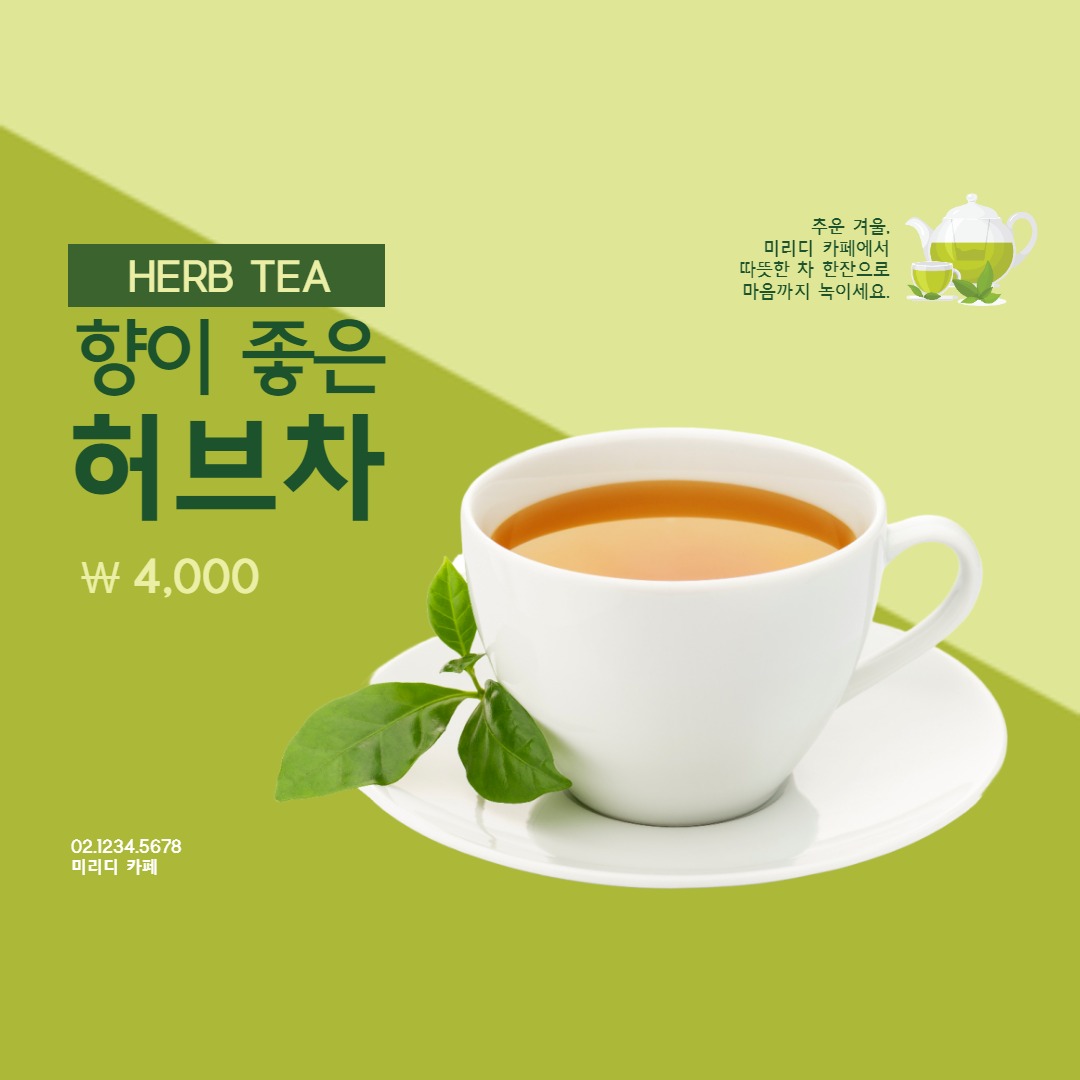 HERB TEA
향이 좋은
허브차
₩ 4,000
추운 겨울,
미리디 카페에서
따뜻한 차 한잔으로
마음까지 녹이세요.
02.1234.5678
미리디 카페